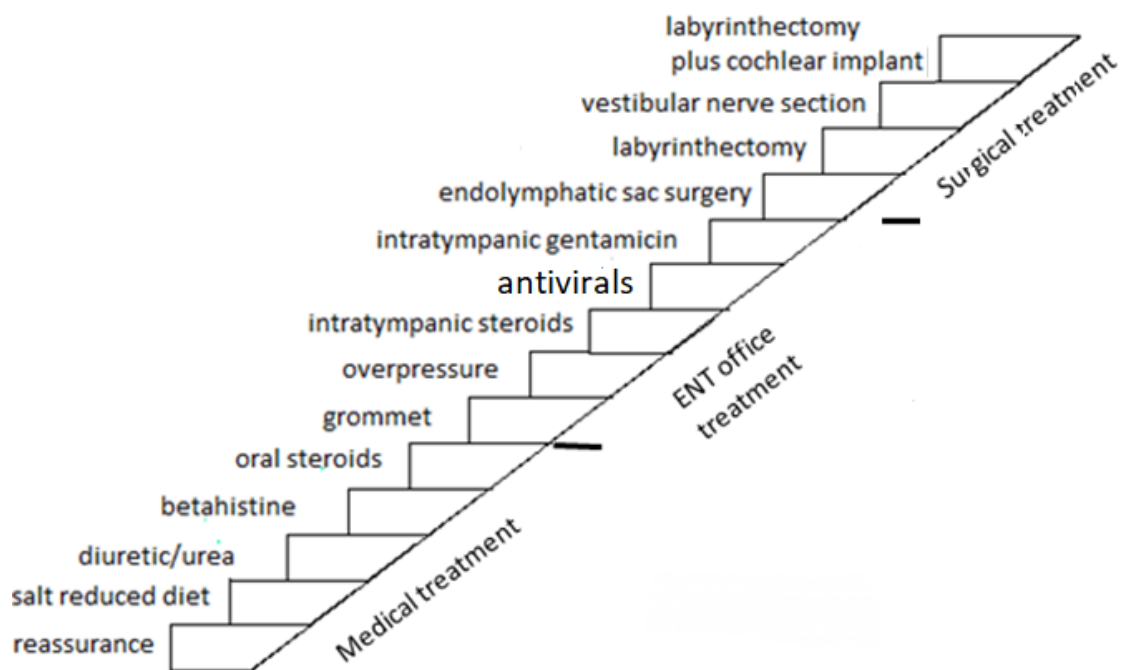 labyrinthectomy
plus cochlear implant
vestibular nerve section
labyrinthectomy
endolymphatic sac surgery
intratympanic gentamicin
antivirals
intratympanic steroids
overpressure
grommet
oral steroids
betahistine
diuretic/urea
salt reduced diet
reassurance
Surgical treatment
ENT office
treatment
Medical treatment